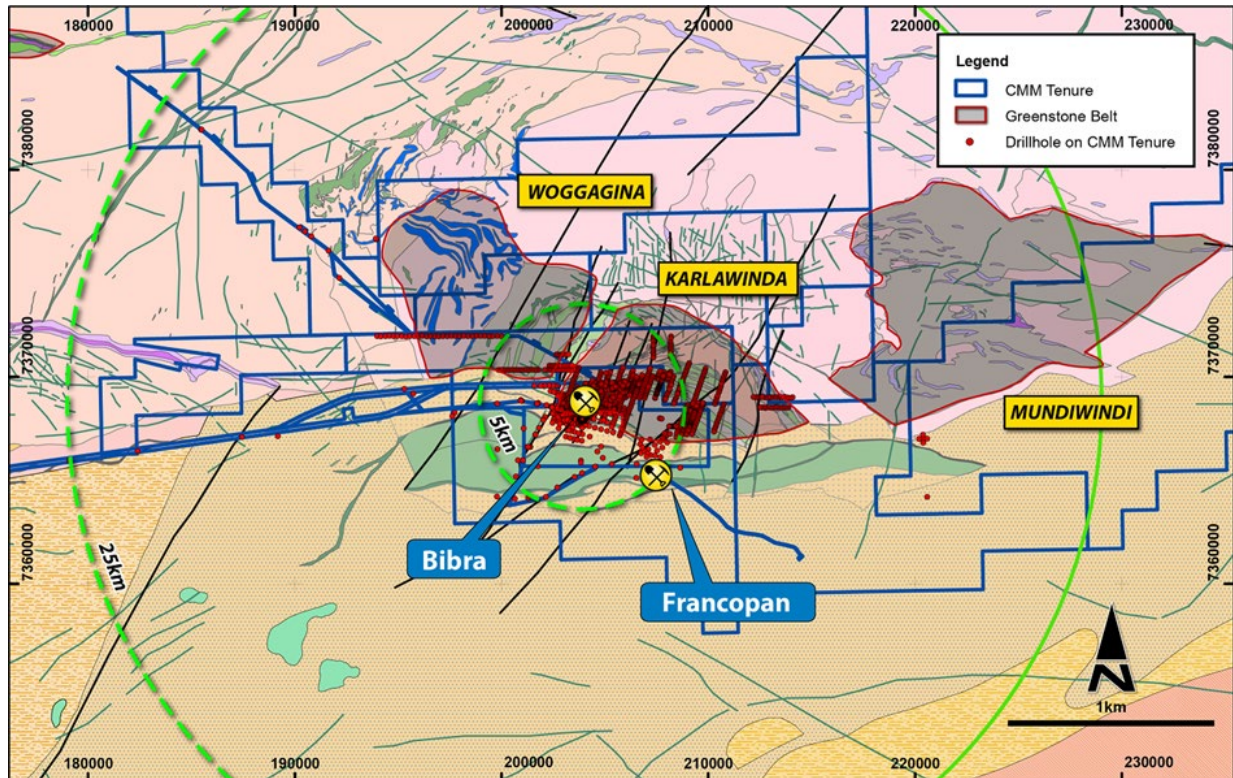 180000 190000 200000 210000 220000 230000
Legend
CMM Tenure
Greenstone Belt
Drillhole on CMM Tenure
7380000
7380000
WOGGAGINA
KARLAWINDA
7370000
7370000
MUNDIWINDI
5km
Bibra
Francopan
25km
7360000
7360000
N
1km
180000 190000 200000 210000 220000 230000